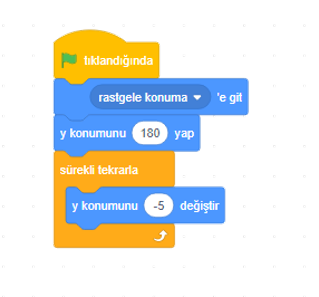 tıklandığında
rastgele konuma 'e git
y konumunu 180 yap
sürekli tekrarla
y konumunu -5 değiştir